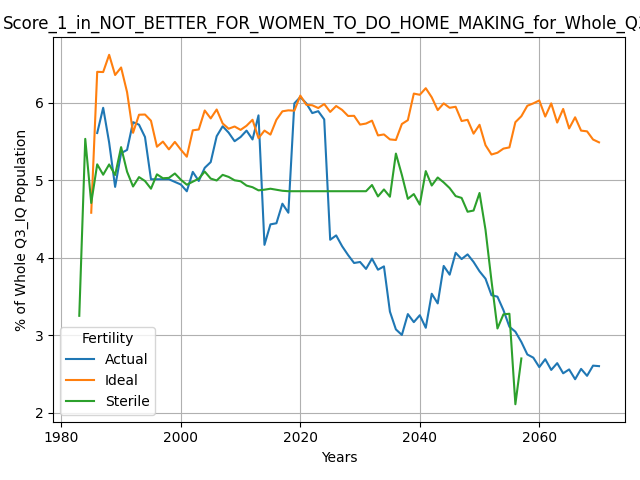 Score_1_in_NOT_BETTER_FOR_WOMEN_TO_DO_HOME_MAKING_for_Whole_Q3
% of Whole Q3_IQ Population
6
5
4
3
2
Fertility
Actual
Ideal
Sterile
1980 2000 2020 2040 2060
Years